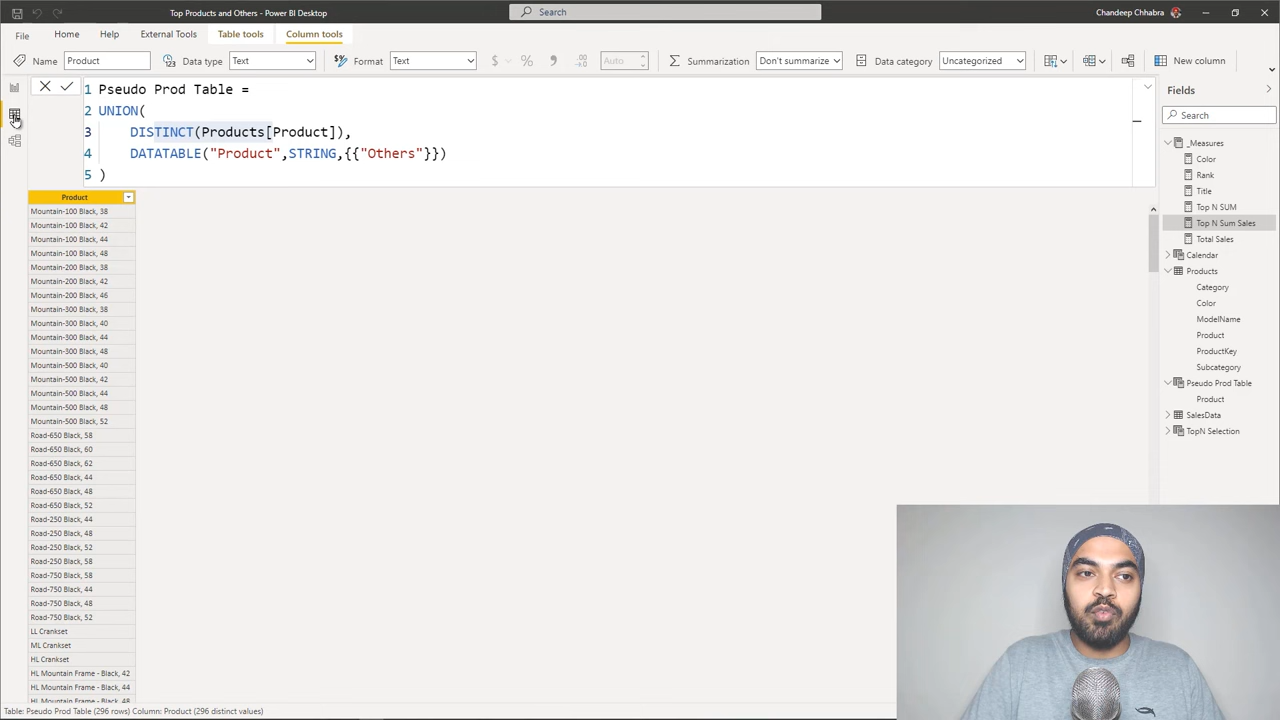 Top Products and Others - Power BI Desktop
Search
Chandeep Chhabra
File
Home
Help
External Tools
Table tools
Column tools
Name
Product
Data type
Text
Format
Text
$
%
Auto
Summarization
Don't summarize
Data category
Uncategorized
New column
1 Pseudo Prod Table =
2 UNION(
3 DISTINCT(Products[Product]),
4 DATATABLE("Product",STRING,{{"Others"}})
5 )
Product
Mountain-100 Black, 38
Mountain-100 Black, 42
Mountain-100 Black, 44
Mountain-100 Black, 48
Mountain-200 Black, 38
Mountain-200 Black, 42
Mountain-200 Black, 46
Mountain-300 Black, 38
Mountain-300 Black, 40
Mountain-300 Black, 44
Mountain-300 Black, 48
Mountain-500 Black, 40
Mountain-500 Black, 42
Mountain-500 Black, 44
Mountain-500 Black, 48
Mountain-500 Black, 52
Road-650 Black, 58
Road-650 Black, 60
Road-650 Black, 62
Road-650 Black, 44
Road-650 Black, 48
Road-650 Black, 52
Road-250 Black, 44
Road-250 Black, 48
Road-250 Black, 52
Road-250 Black, 58
Road-750 Black, 58
Road-750 Black, 44
Road-750 Black, 48
Road-750 Black, 52
LL Crankset
ML Crankset
HL Crankset
HL Mountain Frame - Black, 42
HL Mountain Frame - Black, 44
HL Mountain Frame - Black, 48
Table: Pseudo Prod Table (296 rows) Column: Product (296 distinct values)
Fields
Search
_Measures
Color
Rank
Title
Top N SUM
Top N Sum Sales
Total Sales
Calendar
Products
Category
Color
ModelName
Product
ProductKey
Subcategory
Pseudo Prod Table
Product
SalesData
TopN Selection